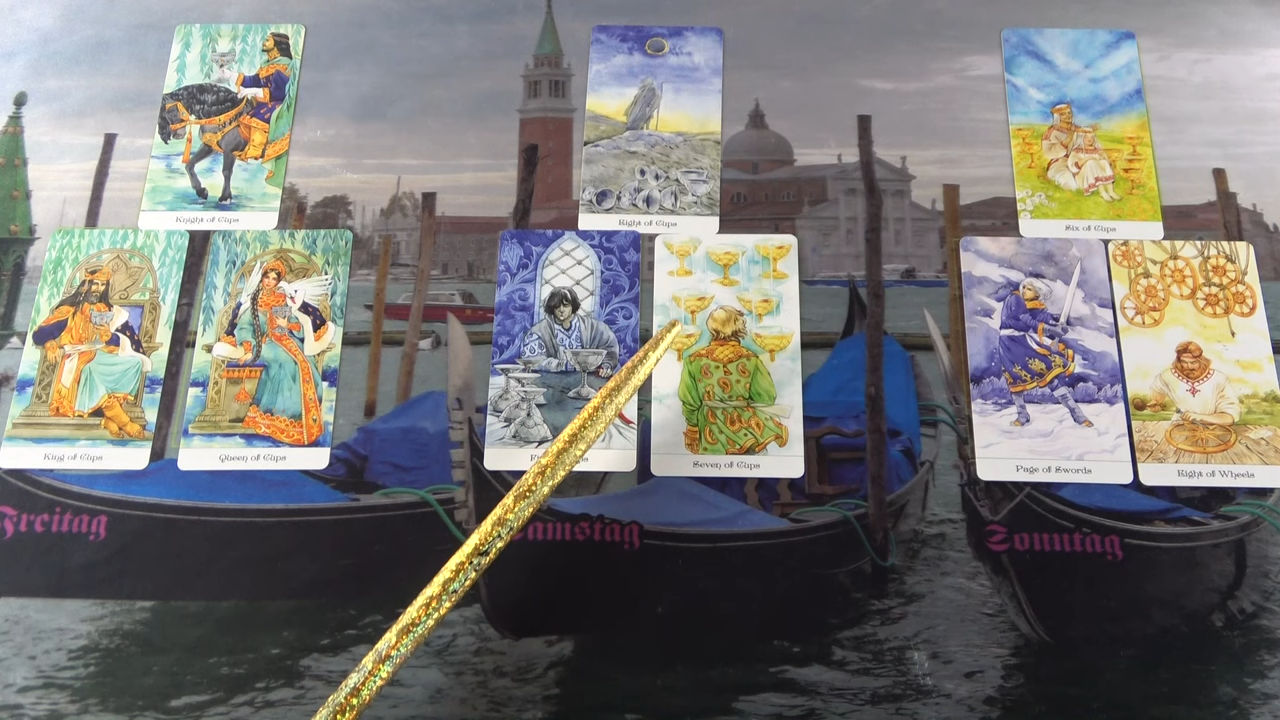 Knight of Cups
Eight of Cups
Six of Cups
King of Cups
Queen of Cups
Seven of Cups
Page of Swords
Eight of Wheels
Freitag
Samstag
Sonntag